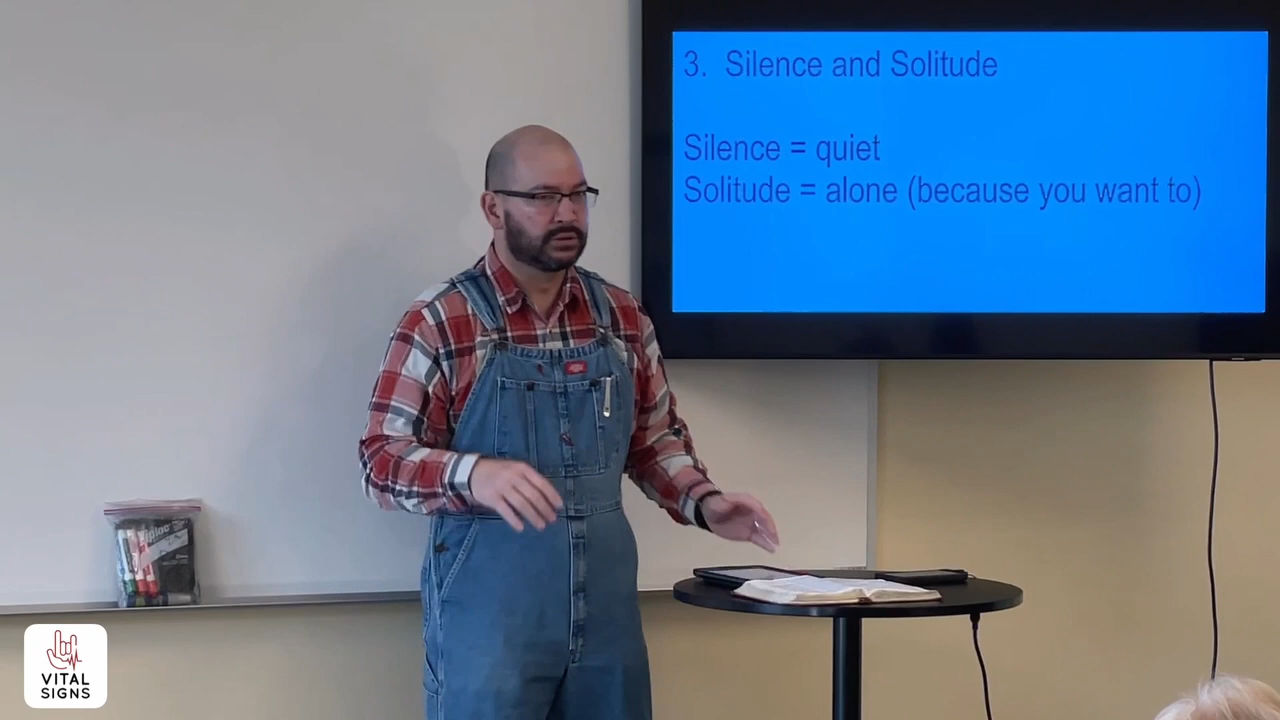 3. Silence and Solitude
Silence = quiet
Solitude = alone (because you want to)
VITAL
SIGNS